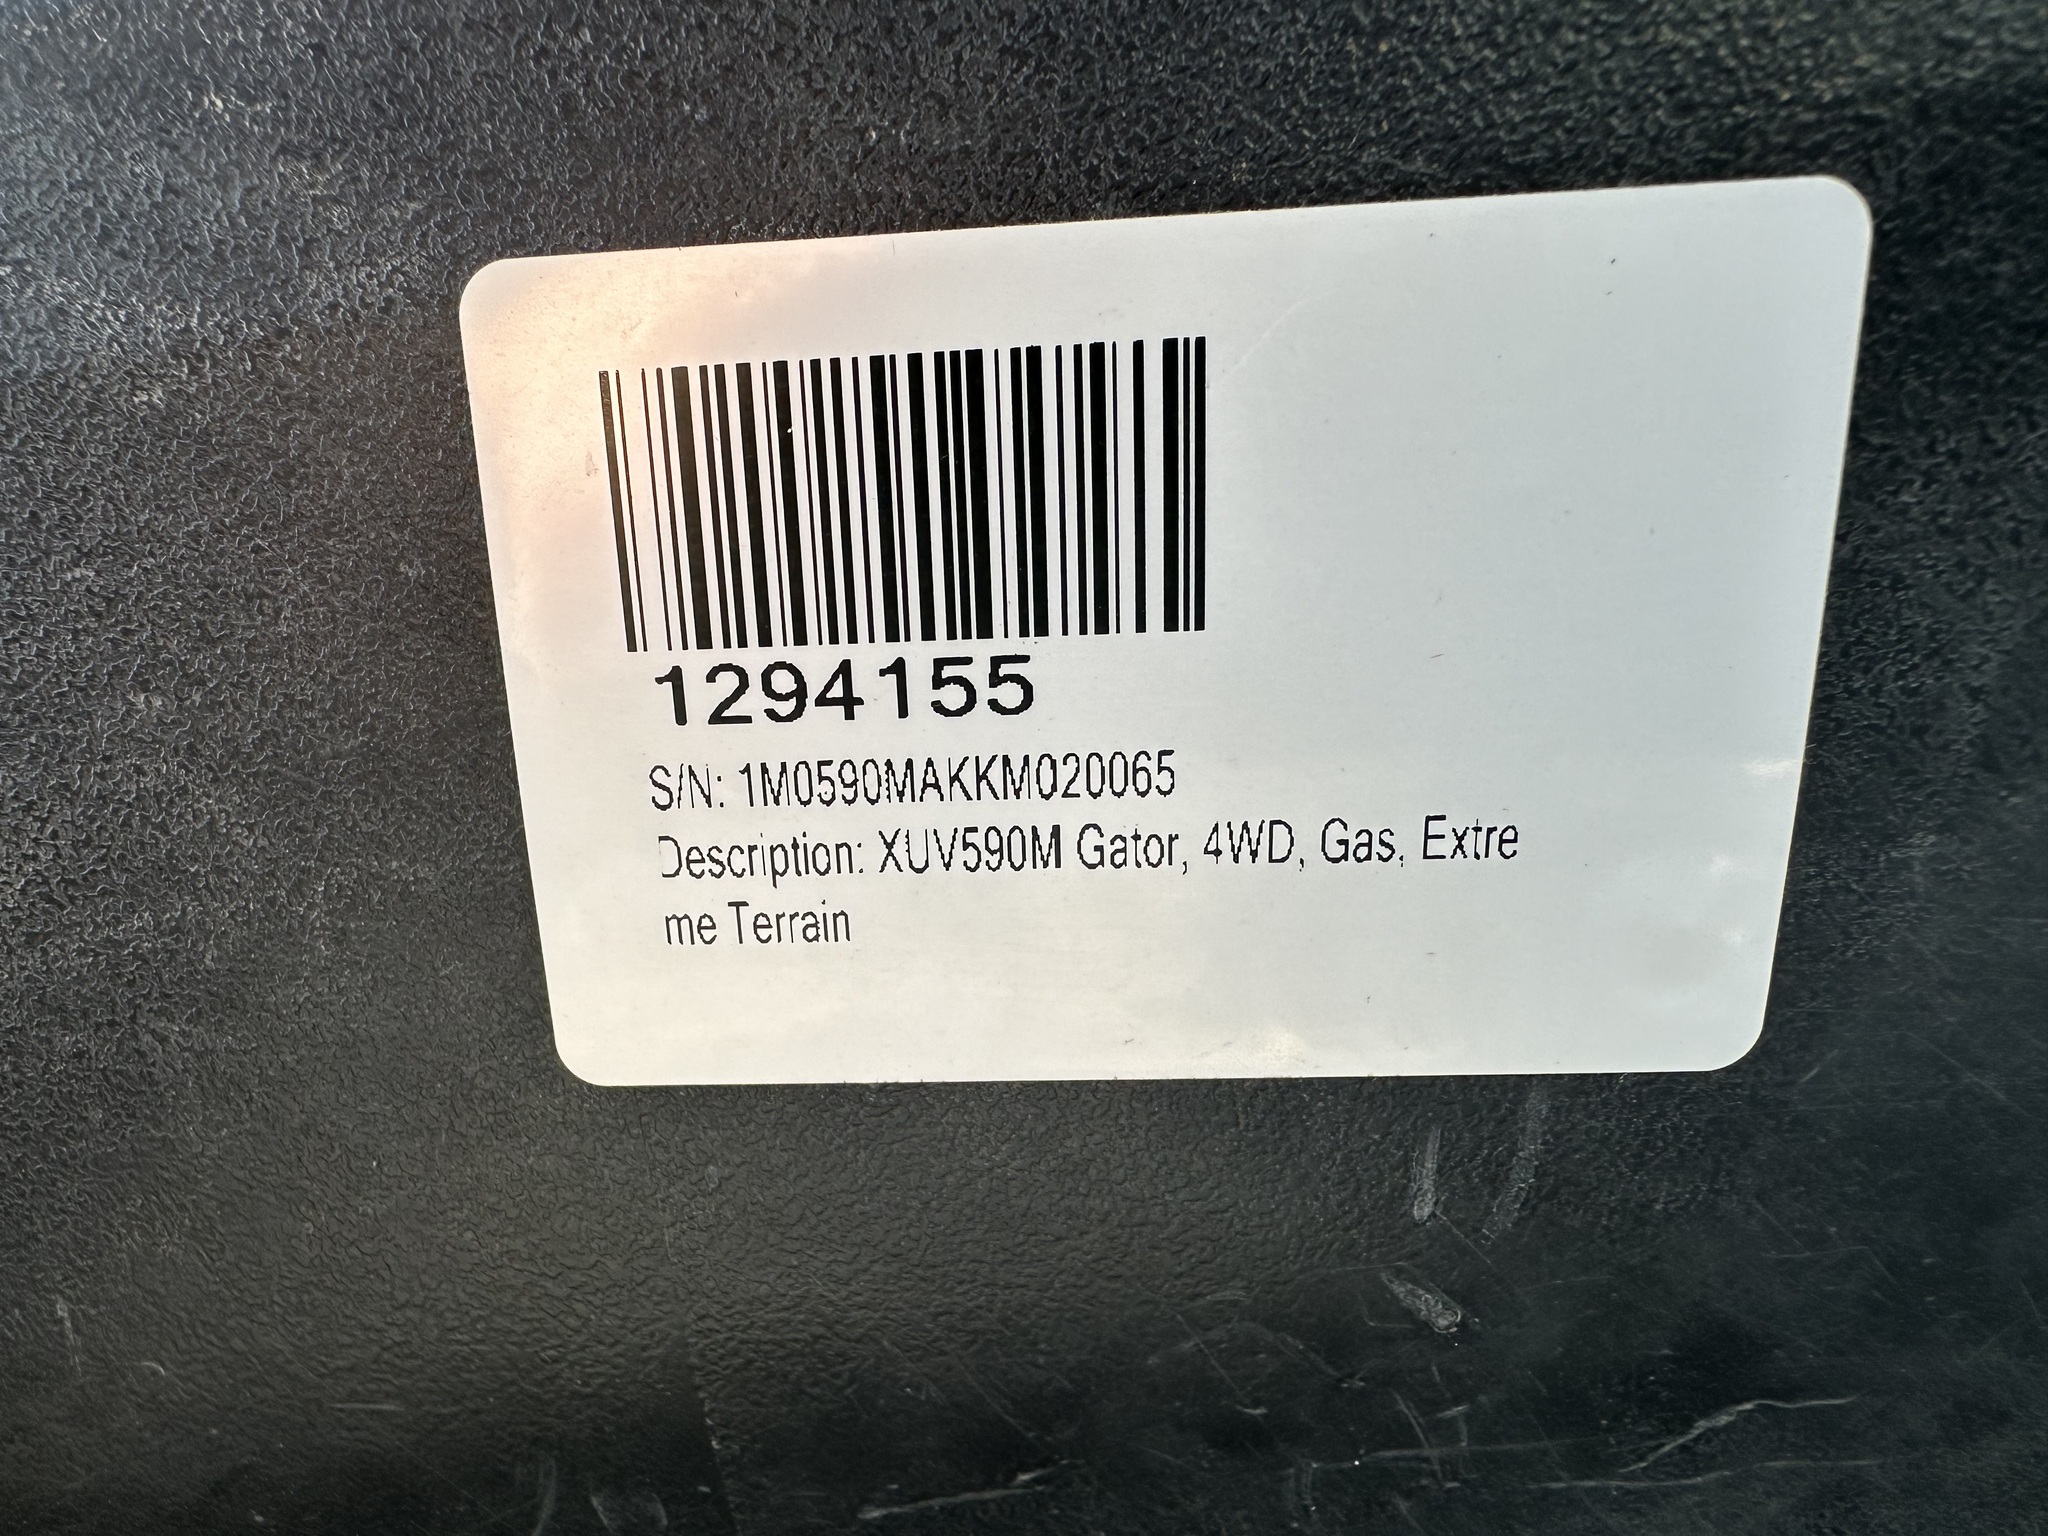 1294155
S/N: 1M0590MAKKM020065
Description: XUV590M Gator, 4WD, Gas, Extre
me Terrain